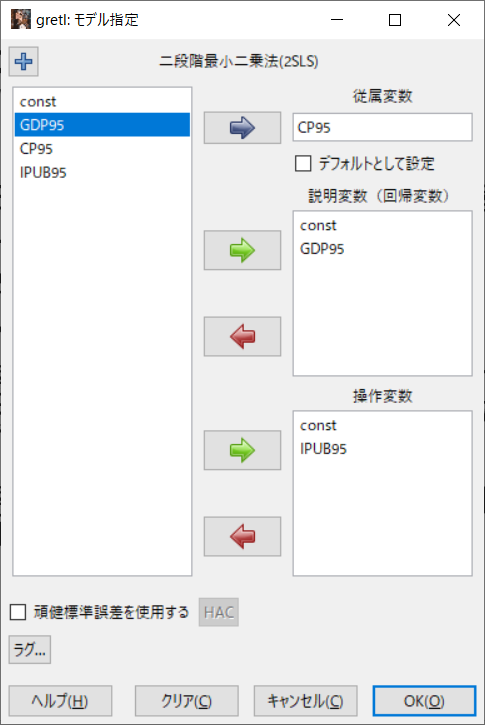 gretl: モデル指定
二段階最小二乗法(2SLS)
const
GDP95
CP95
IPUB95
従属変数
CP95
デフォルトとして設定
説明変数（回帰変数）
const
GDP95
操作変数
const
IPUB95
頑健標準誤差を使用する
HAC
ラグ...
ヘルプ(H)
クリア(C)
キャンセル(C)
OK(O)